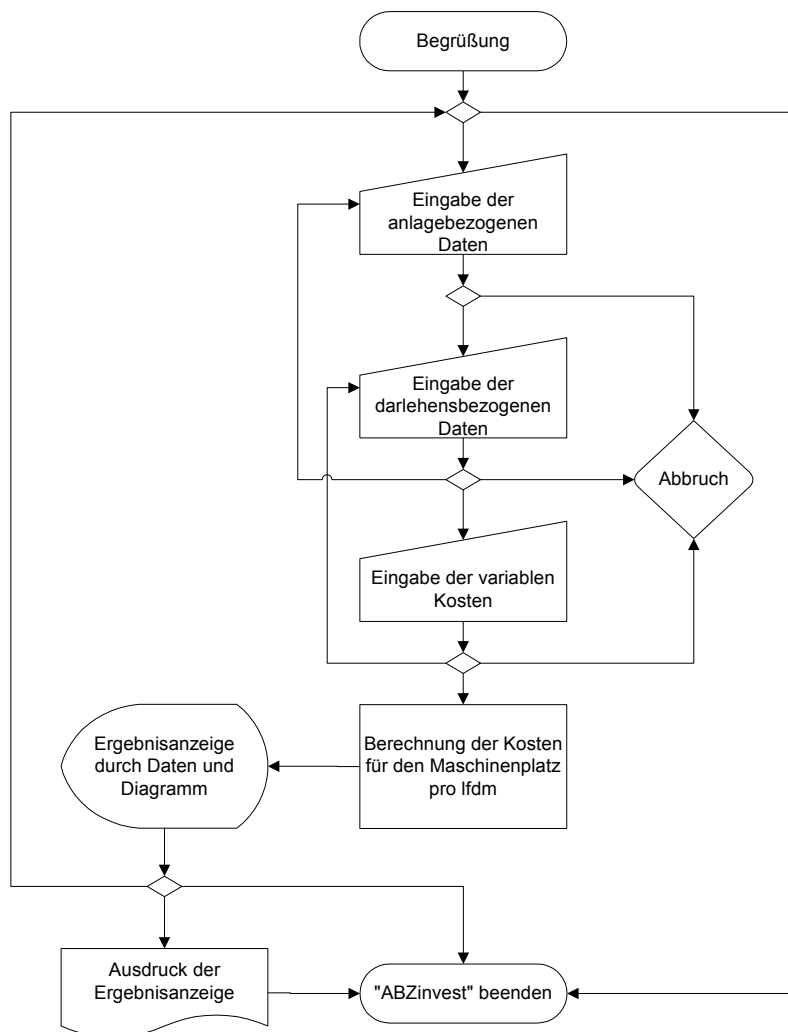 Begrüßung
Eingabe der
anlagebezogenen
Daten
Eingabe der
darlehensbezogenen
Daten
Abbruch
Eingabe der variablen
Kosten
Ergebnisanzeige
durch Daten und
Diagramm
Berechnung der Kosten
für den Maschinenplatz
pro lfdm
Ausdruck der
Ergebnisanzeige
"ABZinvest" beenden